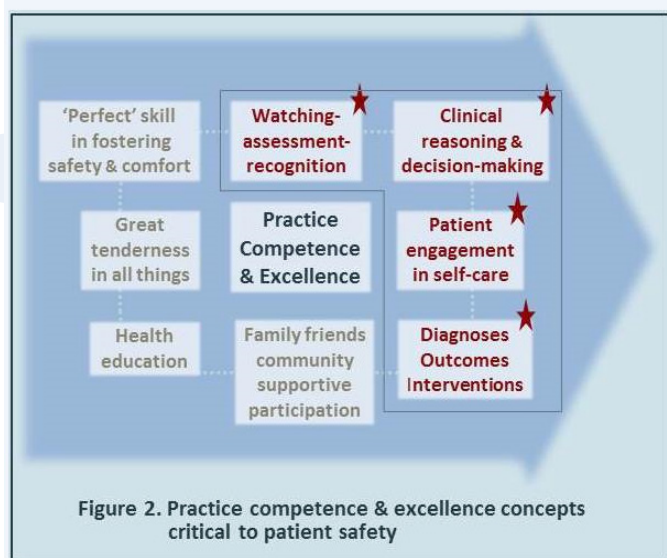 ‘Perfect’ skill
in fostering
safety & comfort
Watching-
assessment-
recognition
Clinical
reasoning &
decision-making
Great
tenderness
in all things
Practice
Competence
& Excellence
Patient
engagement
in self-care
Health
education
Family friends
community
supportive
participation
Diagnoses
Outcomes
Interventions
Figure 2. Practice competence & excellence concepts
critical to patient safety